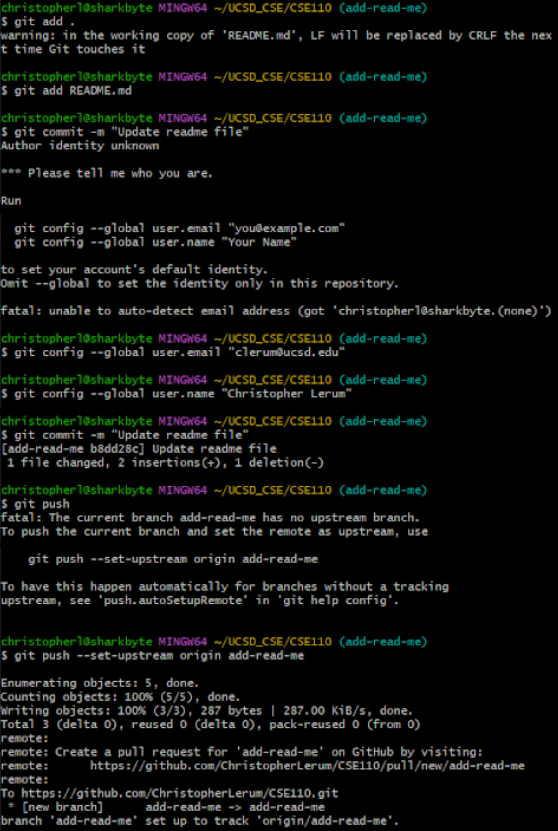 christopherl@sharkbyte MINGW64 ~/UCSD_CSE/CSE110 (add-read-me)
$ git add .
warning: in the working copy of 'README.md', LF will be replaced by CRLF the nex
t time Git touches it
christopherl@sharkbyte MINGW64 ~/UCSD_CSE/CSE110 (add-read-me)
$ git add README.md
christopherl@sharkbyte MINGW64 ~/UCSD_CSE/CSE110 (add-read-me)
$ git commit -m "Update readme file"
Author identity unknown
*** Please tell me who you are.
Run
git config --global user.email "you@example.com"
git config --global user.name "Your Name"
to set your account's default identity.
Omit --global to set the identity only in this repository.
fatal: unable to auto-detect email address (got 'christopherl@sharkbyte.(none)')
christopherl@sharkbyte MINGW64 ~/UCSD_CSE/CSE110 (add-read-me)
$ git config --global user.email "clerum@ucsd.edu"
christopherl@sharkbyte MINGW64 ~/UCSD_CSE/CSE110 (add-read-me)
$ git config --global user.name "Christopher Lerum"
christopherl@sharkbyte MINGW64 ~/UCSD_CSE/CSE110 (add-read-me)
$ git commit -m "Update readme file"
[add-read-me b8dd28c] Update readme file
1 file changed, 2 insertions(+), 1 deletion(-)
christopherl@sharkbyte MINGW64 ~/UCSD_CSE/CSE110 (add-read-me)
$ git push
fatal: The current branch add-read-me has no upstream branch.
To push the current branch and set the remote as upstream, use
git push --set-upstream origin add-read-me
To have this happen automatically for branches without a tracking
upstream, see 'push.autoSetupRemote' in 'git help config'.
christopherl@sharkbyte MINGW64 ~/UCSD_CSE/CSE110 (add-read-me)
$ git push --set-upstream origin add-read-me
Enumerating objects: 5, done.
Counting objects: 100% (5/5), done.
Writing objects: 100% (3/3), 287 bytes | 287.00 KiB/s, done.
Total 3 (delta 0), reused 0 (delta 0), pack-reused 0 (from 0)
remote:
remote: Create a pull request for 'add-read-me' on GitHub by visiting:
remote: https://github.com/ChristopherLerum/CSE110/pull/new/add-read-me
remote:
To https://github.com/ChristopherLerum/CSE110.git
* [new branch] add-read-me -> add-read-me
branch 'add-read-me' set up to track 'origin/add-read-me'.